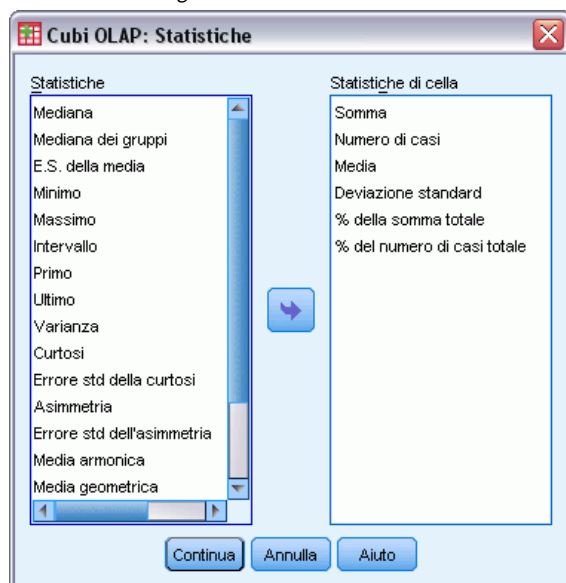 Cubi OLAP: Statistiche
Statistiche
Mediana
Mediana dei gruppi
E.S. della media
Minimo
Massimo
Intervallo
Primo
Ultimo
Varianza
Curtosi
Errore std della curtosi
Asimmetria
Errore std dell'asimmetria
Media armonica
Media geometrica
Statistiche di cella
Somma
Numero di casi
Media
Deviazione standard
% della somma totale
% del numero di casi totale
Continua
Annulla
Aiuto